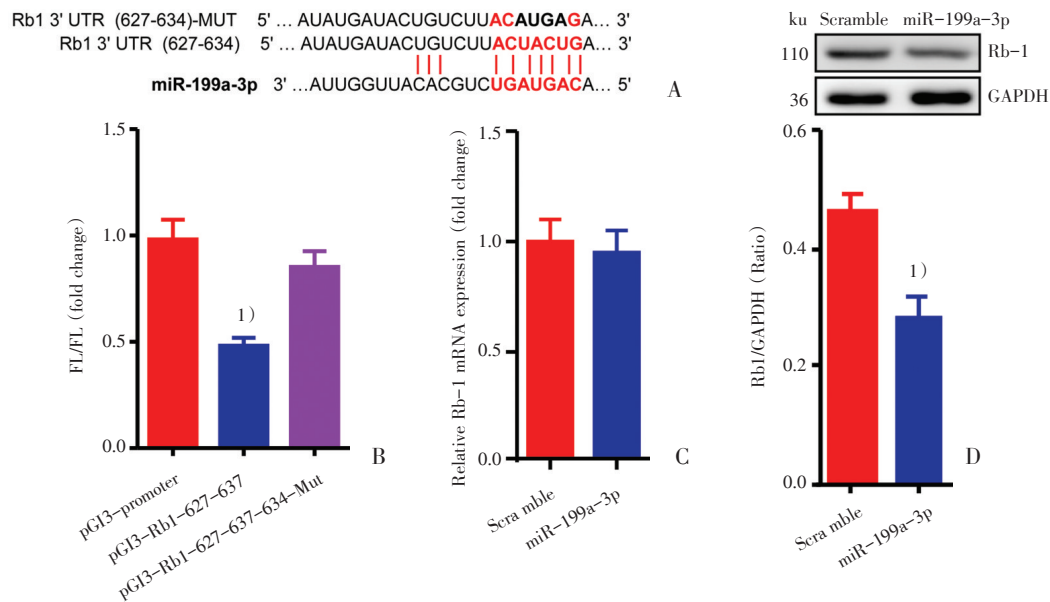 Rb1 3' UTR (627-634)-MUT 5' ... AUAUGAUACUGUCUUACAUGAGA... 3'
Rb1 3' UTR (627-634) 5' ... AUAUGAUACUGUCUUACUACUGA... 3'
miR-199a-3p 3' ...AUUGGUUACACGUCUGAUGACA... 5'
A
ku Scramble miR-199a-3p
110 Rb-1
36 GAPDH
FL/FL (fold change)
1.5
1.0
0.5
0.0
1)
pGI3-promoter
pGI3-Rb1-627-637
pGI3-Rb1-627-637-634-Mut
B
Relative Rb-1 mRNA expression (fold change)
1.5
1.0
0.5
0.0
Scra mble
miR-199a-3p
C
Rb1/GAPDH (Ratio)
0.6
0.4
0.2
0.0
1)
Scra mble
miR-199a-3p
D